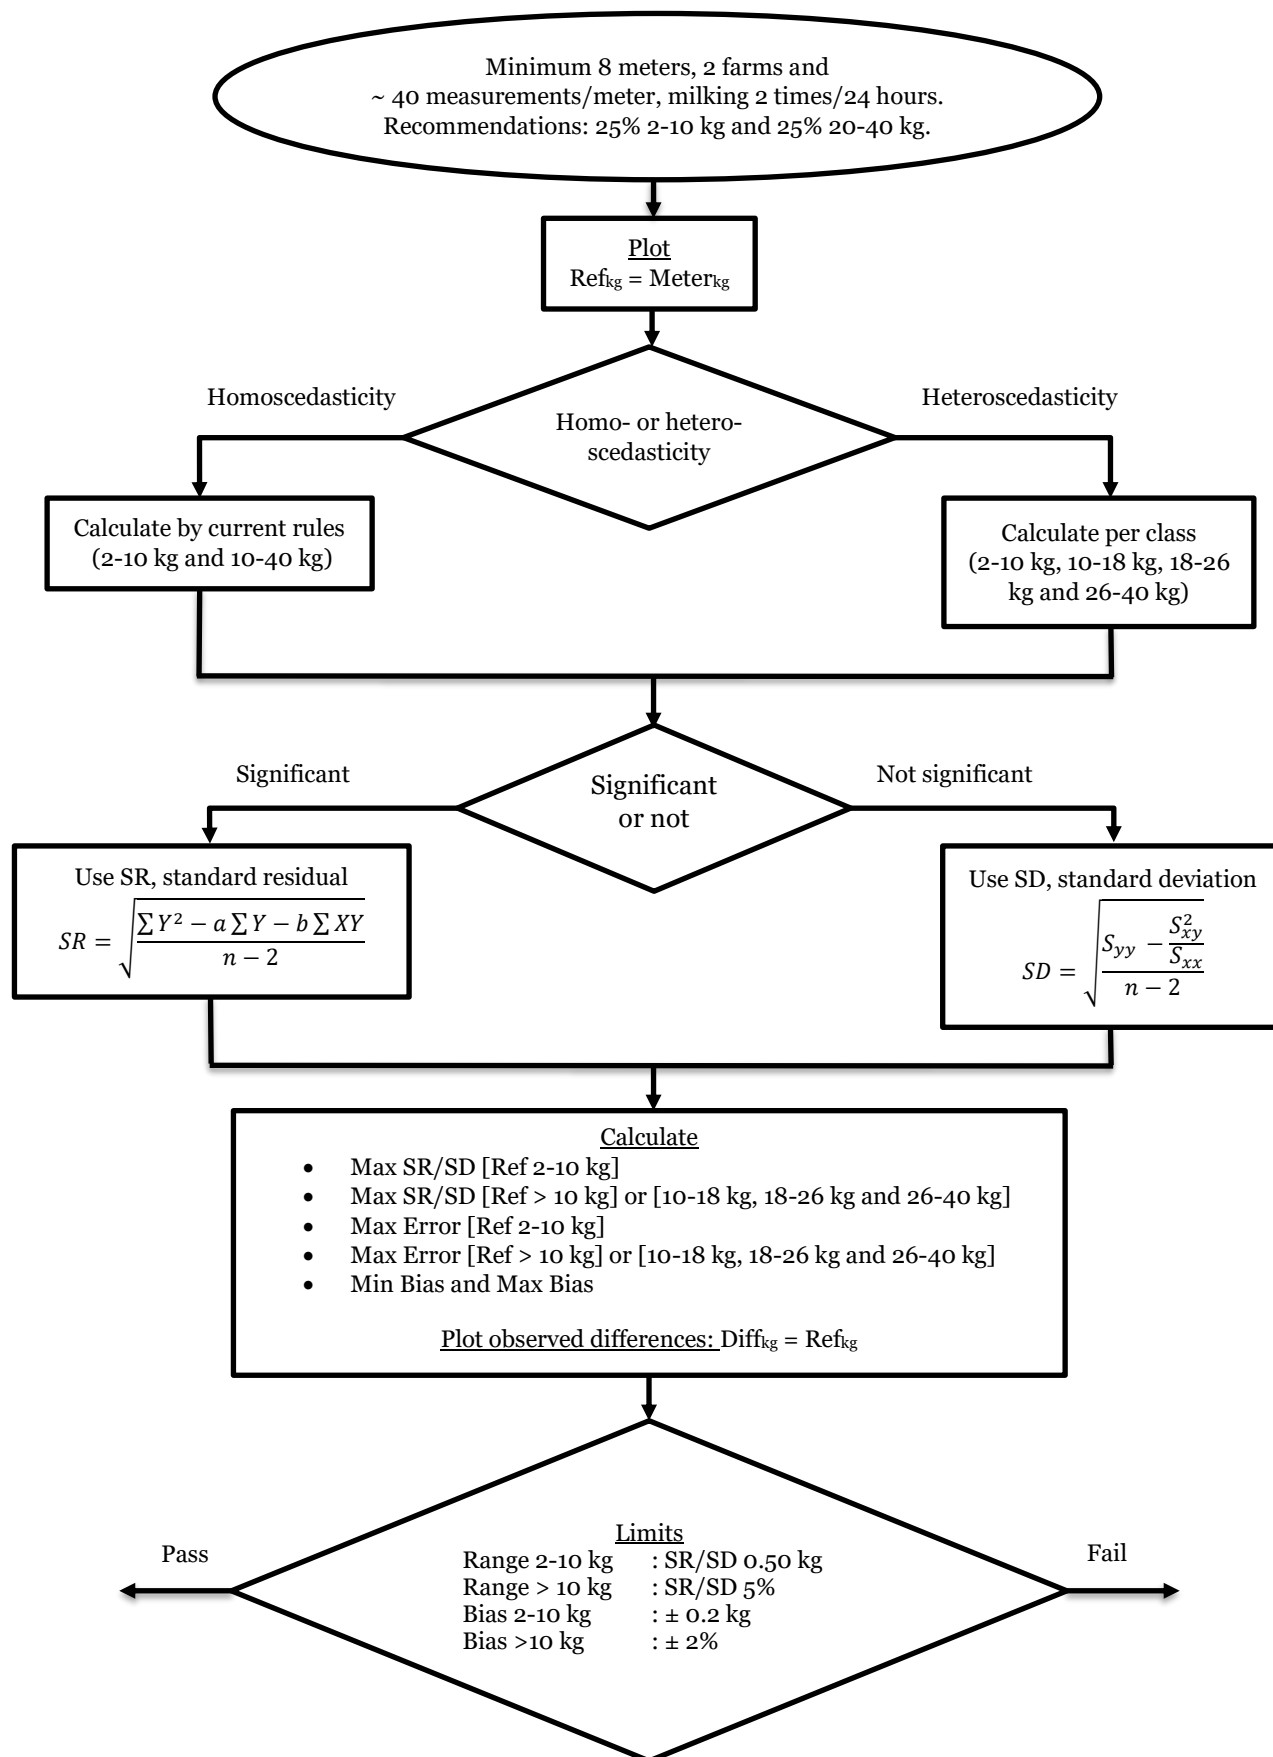 Minimum 8 meters, 2 farms and
~ 40 measurements/meter, milking 2 times/24 hours.
Recommendations: 25% 2-10 kg and 25% 20-40 kg.
Plot
Ref_kg = Meter_kg
Homoscedasticity
Heteroscedasticity
Homo- or hetero-
scedasticity
Calculate by current rules
(2-10 kg and 10-40 kg)
Calculate per class
(2-10 kg, 10-18 kg, 18-26
kg and 26-40 kg)
Significant
Not significant
Significant
or not
Use SR, standard residual
SR = √((∑Y² − a∑Y − b∑XY)/(n − 2))
Use SD, standard deviation
SD = √((S_yy − S²_xy/S_xx)/(n − 2))
Calculate
• Max SR/SD [Ref 2-10 kg]
• Max SR/SD [Ref > 10 kg] or [10-18 kg, 18-26 kg and 26-40 kg]
• Max Error [Ref 2-10 kg]
• Max Error [Ref > 10 kg] or [10-18 kg, 18-26 kg and 26-40 kg]
• Min Bias and Max Bias
Plot observed differences: Diff_kg = Ref_kg
Pass
Fail
Limits
Range 2-10 kg : SR/SD 0.50 kg
Range > 10 kg : SR/SD 5%
Bias 2-10 kg : ± 0.2 kg
Bias >10 kg : ± 2%